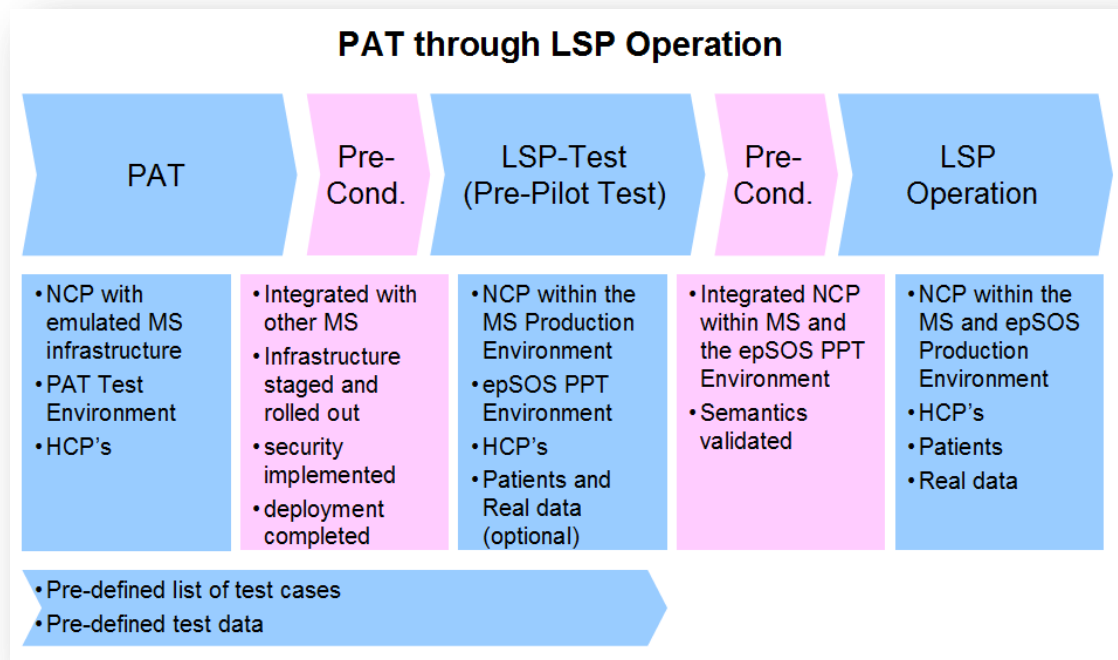 PAT through LSP Operation
PAT
Pre-
Cond.
LSP-Test
(Pre-Pilot Test)
Pre-
Cond.
LSP
Operation
• NCP with
emulated MS
infrastructure
• PAT Test
Environment
• HCP's
• Integrated with
other MS
• Infrastructure
staged and
rolled out
• security
implemented
• deployment
completed
• NCP within the
MS Production
Environment
• epSOS PPT
Environment
• HCP's
• Patients and
Real data
(optional)
• Integrated NCP
within MS and
the epSOS PPT
Environment
• Semantics
validated
• NCP within the
MS and epSOS
Production
Environment
• HCP's
• Patients
• Real data
• Pre-defined list of test cases
• Pre-defined test data